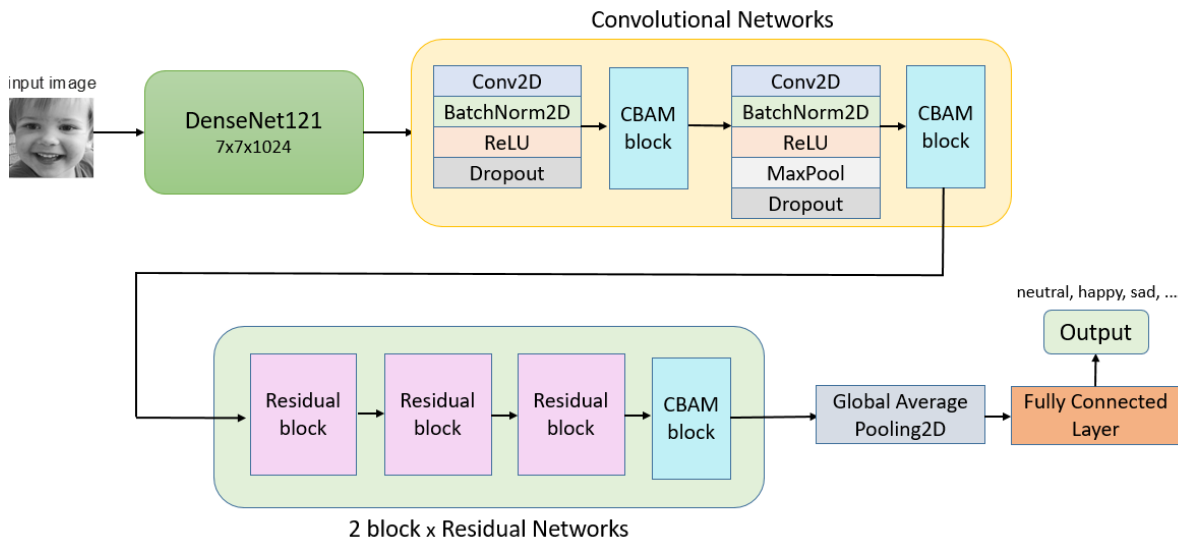 Convolutional Networks
input image
DenseNet121
7x7x1024
Conv2D
BatchNorm2D
ReLU
Dropout
CBAM
block
Conv2D
BatchNorm2D
ReLU
MaxPool
Dropout
CBAM
block
neutral, happy, sad, ...
Output
Residual
block
Residual
block
Residual
block
CBAM
block
Global Average
Pooling2D
Fully Connected
Layer
2 block x Residual Networks